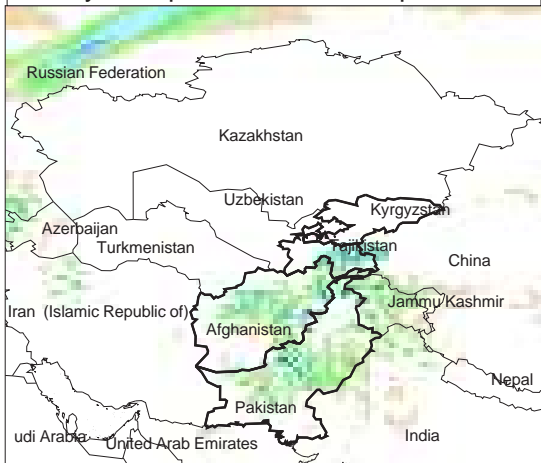 Russian Federation
Kazakhstan
Uzbekistan
Kyrgyzstan
Azerbaijan
Turkmenistan
Tajikistan
China
Iran (Islamic Republic of)
Jammu Kashmir
Afghanistan
Nepal
Pakistan
udi Arabia
United Arab Emirates
India